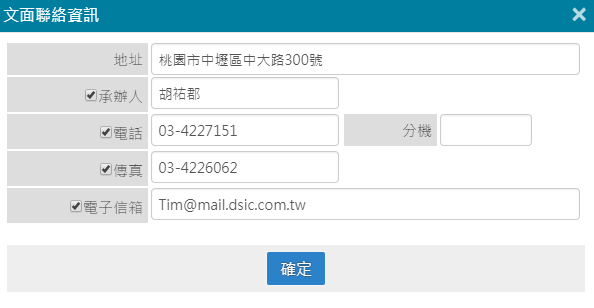 文面聯絡資訊
地址 桃園市中壢區中大路300號
承辦人 胡祐郡
電話 03-4227151 分機
傳真 03-4226062
電子信箱 Tim@mail.dsic.com.tw
確定